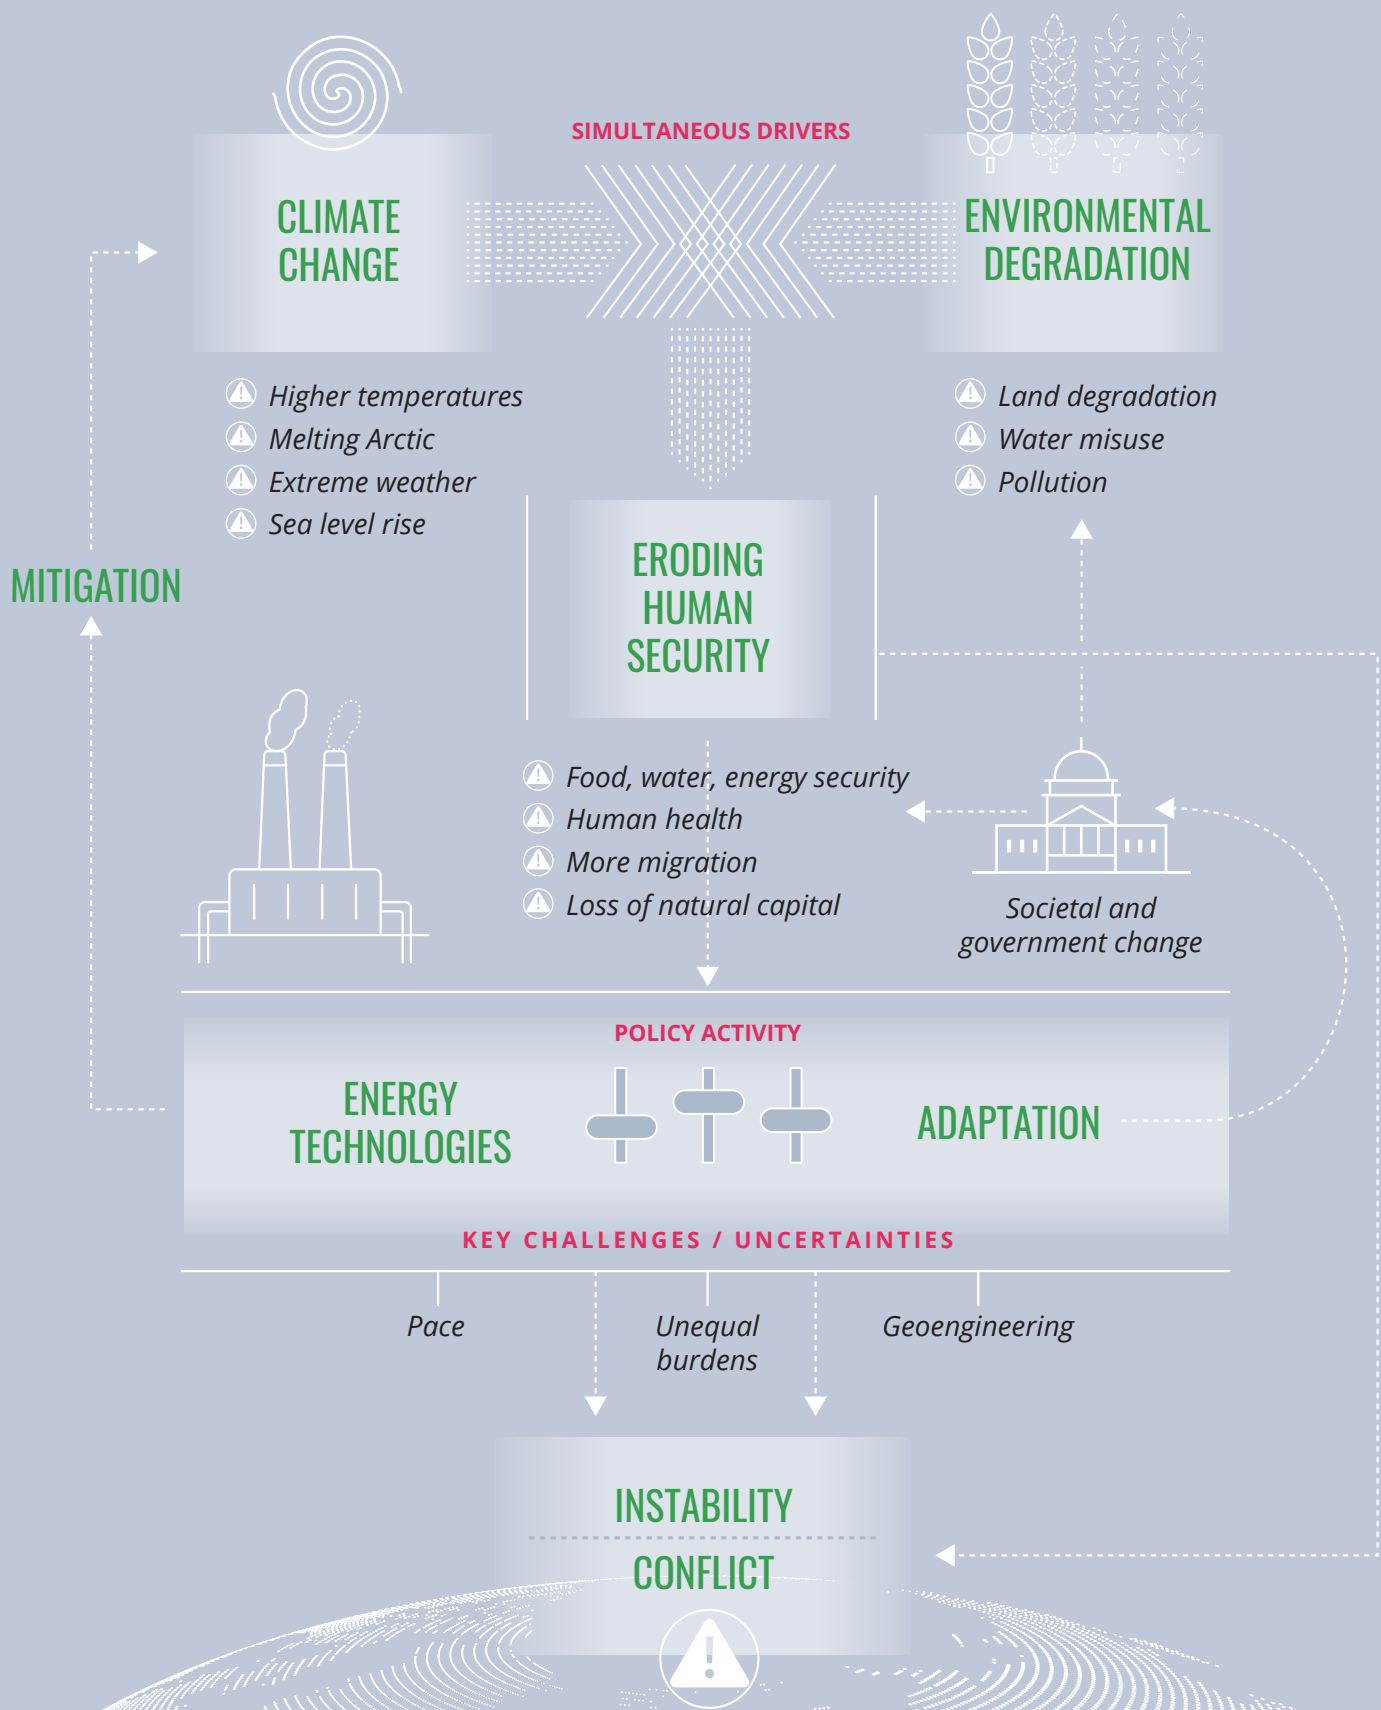 SIMULTANEOUS DRIVERS
CLIMATE
CHANGE
ENVIRONMENTAL
DEGRADATION
Higher temperatures
Melting Arctic
Extreme weather
Sea level rise
Land degradation
Water misuse
Pollution
MITIGATION
ERODING
HUMAN
SECURITY
Food, water, energy security
Human health
More migration
Loss of natural capital
Societal and
government change
POLICY ACTIVITY
ENERGY
TECHNOLOGIES
ADAPTATION
KEY CHALLENGES / UNCERTAINTIES
Pace
Unequal
burdens
Geoengineering
INSTABILITY
CONFLICT